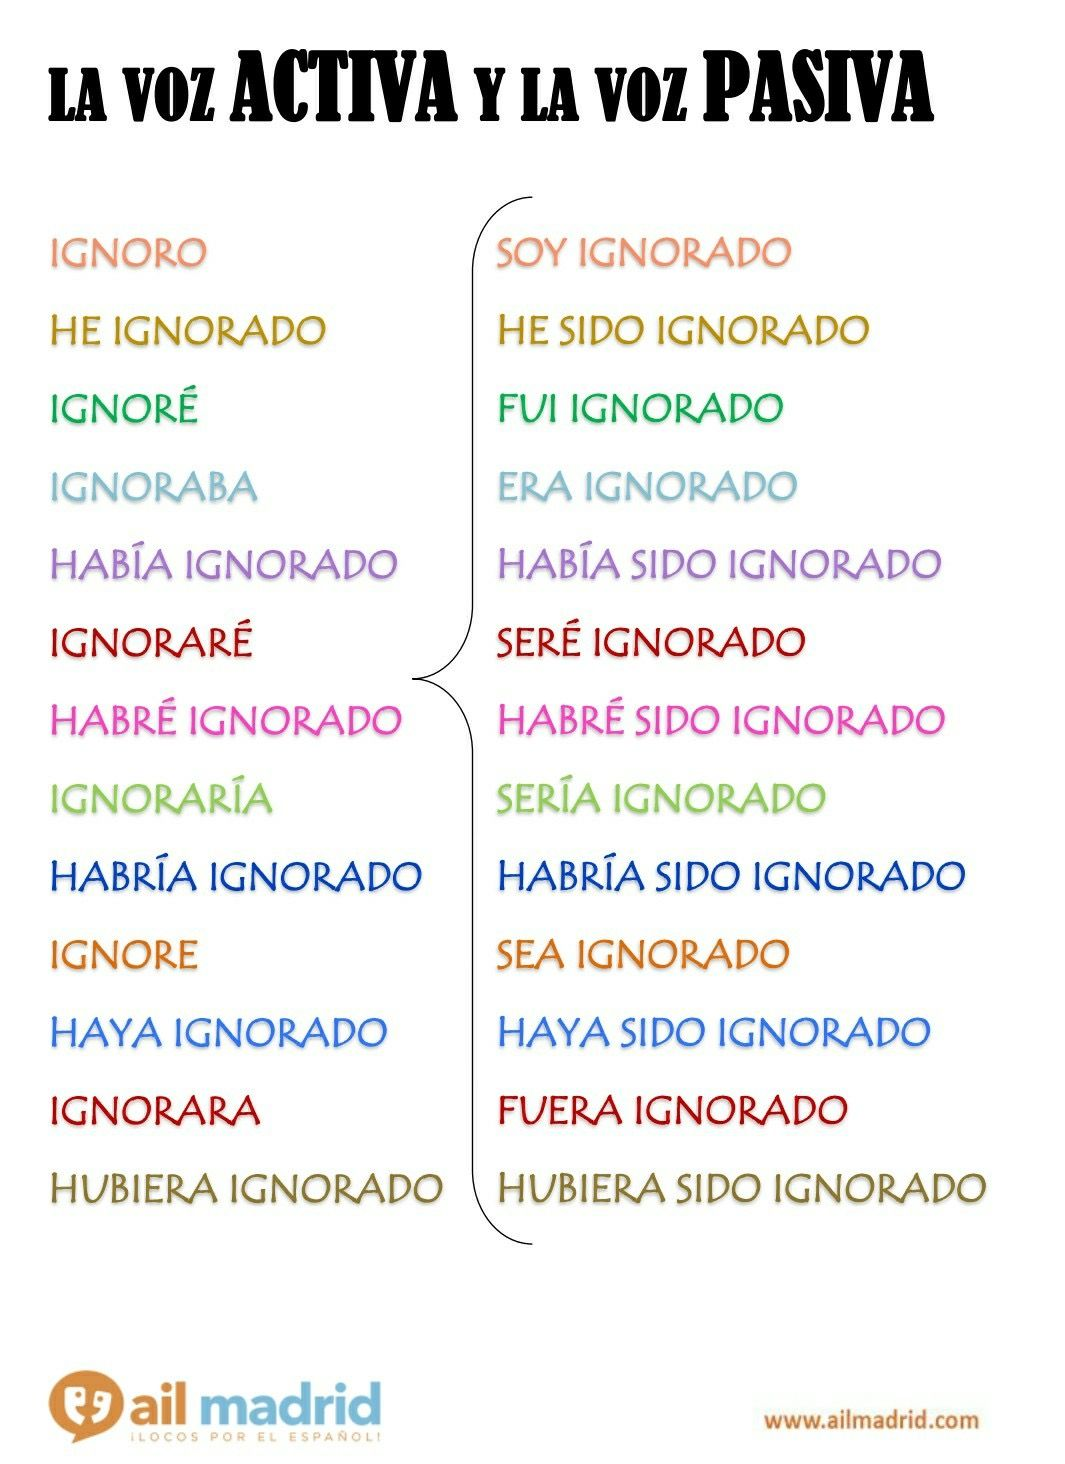 LA VOZ ACTIVA Y LA VOZ PASIVA
IGNORO SOY IGNORADO
HE IGNORADO HE SIDO IGNORADO
IGNORÉ FUI IGNORADO
IGNORABA ERA IGNORADO
HABÍA IGNORADO HABÍA SIDO IGNORADO
IGNORARÉ SERÉ IGNORADO
HABRÉ IGNORADO HABRÉ SIDO IGNORADO
IGNORARÍA SERÍA IGNORADO
HABRÍA IGNORADO HABRÍA SIDO IGNORADO
IGNORE SEA IGNORADO
HAYA IGNORADO HAYA SIDO IGNORADO
IGNORARA FUERA IGNORADO
HUBIERA IGNORADO HUBIERA SIDO IGNORADO
ail madrid
¡LOCOS POR EL ESPAÑOL!
www.ailmadrid.com